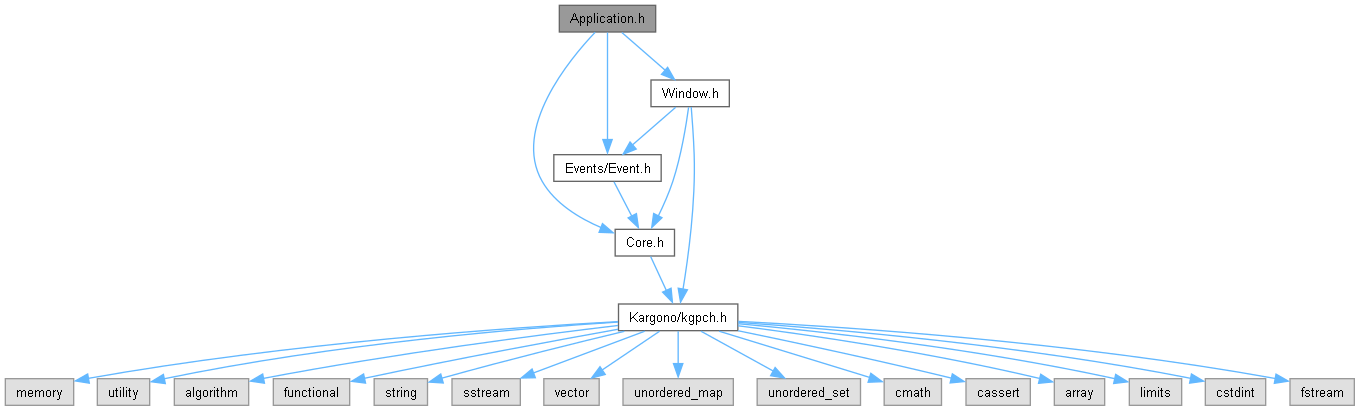 Application.h
Window.h
Events/Event.h
Core.h
Kargono/kgpch.h
memory
utility
algorithm
functional
string
sstream
vector
unordered_map
unordered_set
cmath
cassert
array
limits
cstdint
fstream